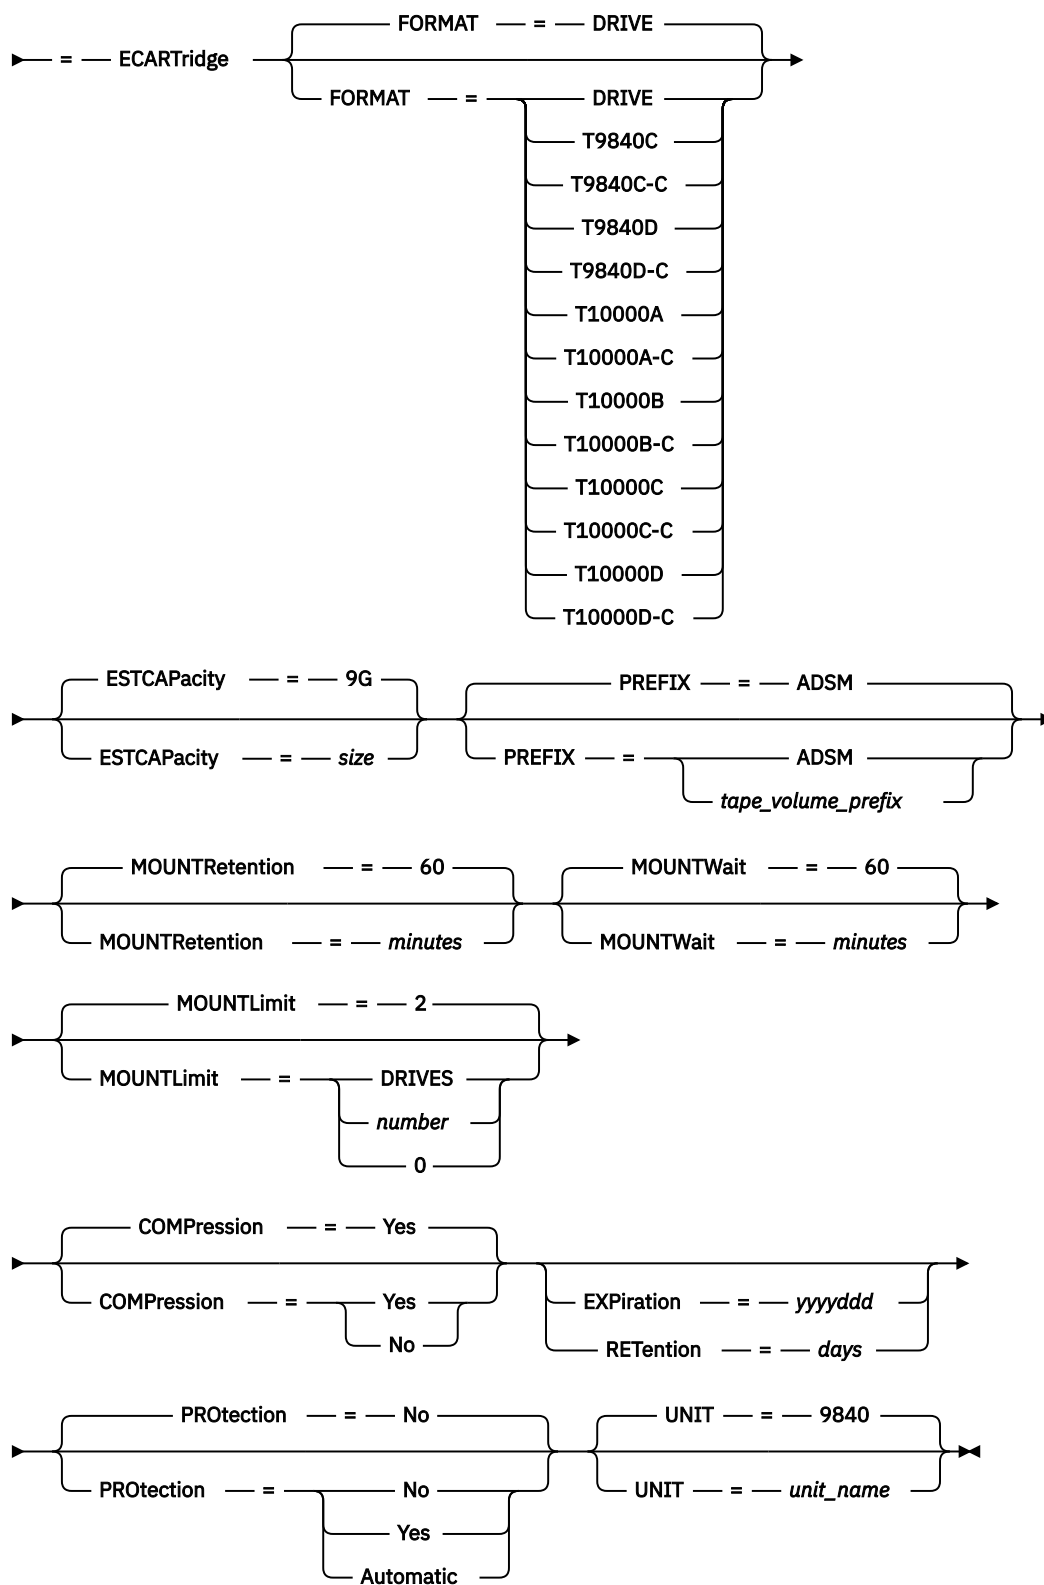 FORMAT = DRIVE
= ECARTridge
FORMAT = DRIVE
T9840C
T9840C-C
T9840D
T9840D-C
T10000A
T10000A-C
T10000B
T10000B-C
T10000C
T10000C-C
T10000D
T10000D-C
ESTCAPacity = 9G PREFIX = ADSM
ESTCAPacity = size PREFIX = ADSM
tape_volume_prefix
MOUNTRetention = 60 MOUNTWait = 60
MOUNTRetention = minutes MOUNTWait = minutes
MOUNTLimit = 2
MOUNTLimit = DRIVES
number
0
COMPression = Yes
COMPression = Yes EXPiration = yyyyddd
No RETention = days
PROtection = No UNIT = 9840
PROtection = No UNIT = unit_name
Yes
Automatic